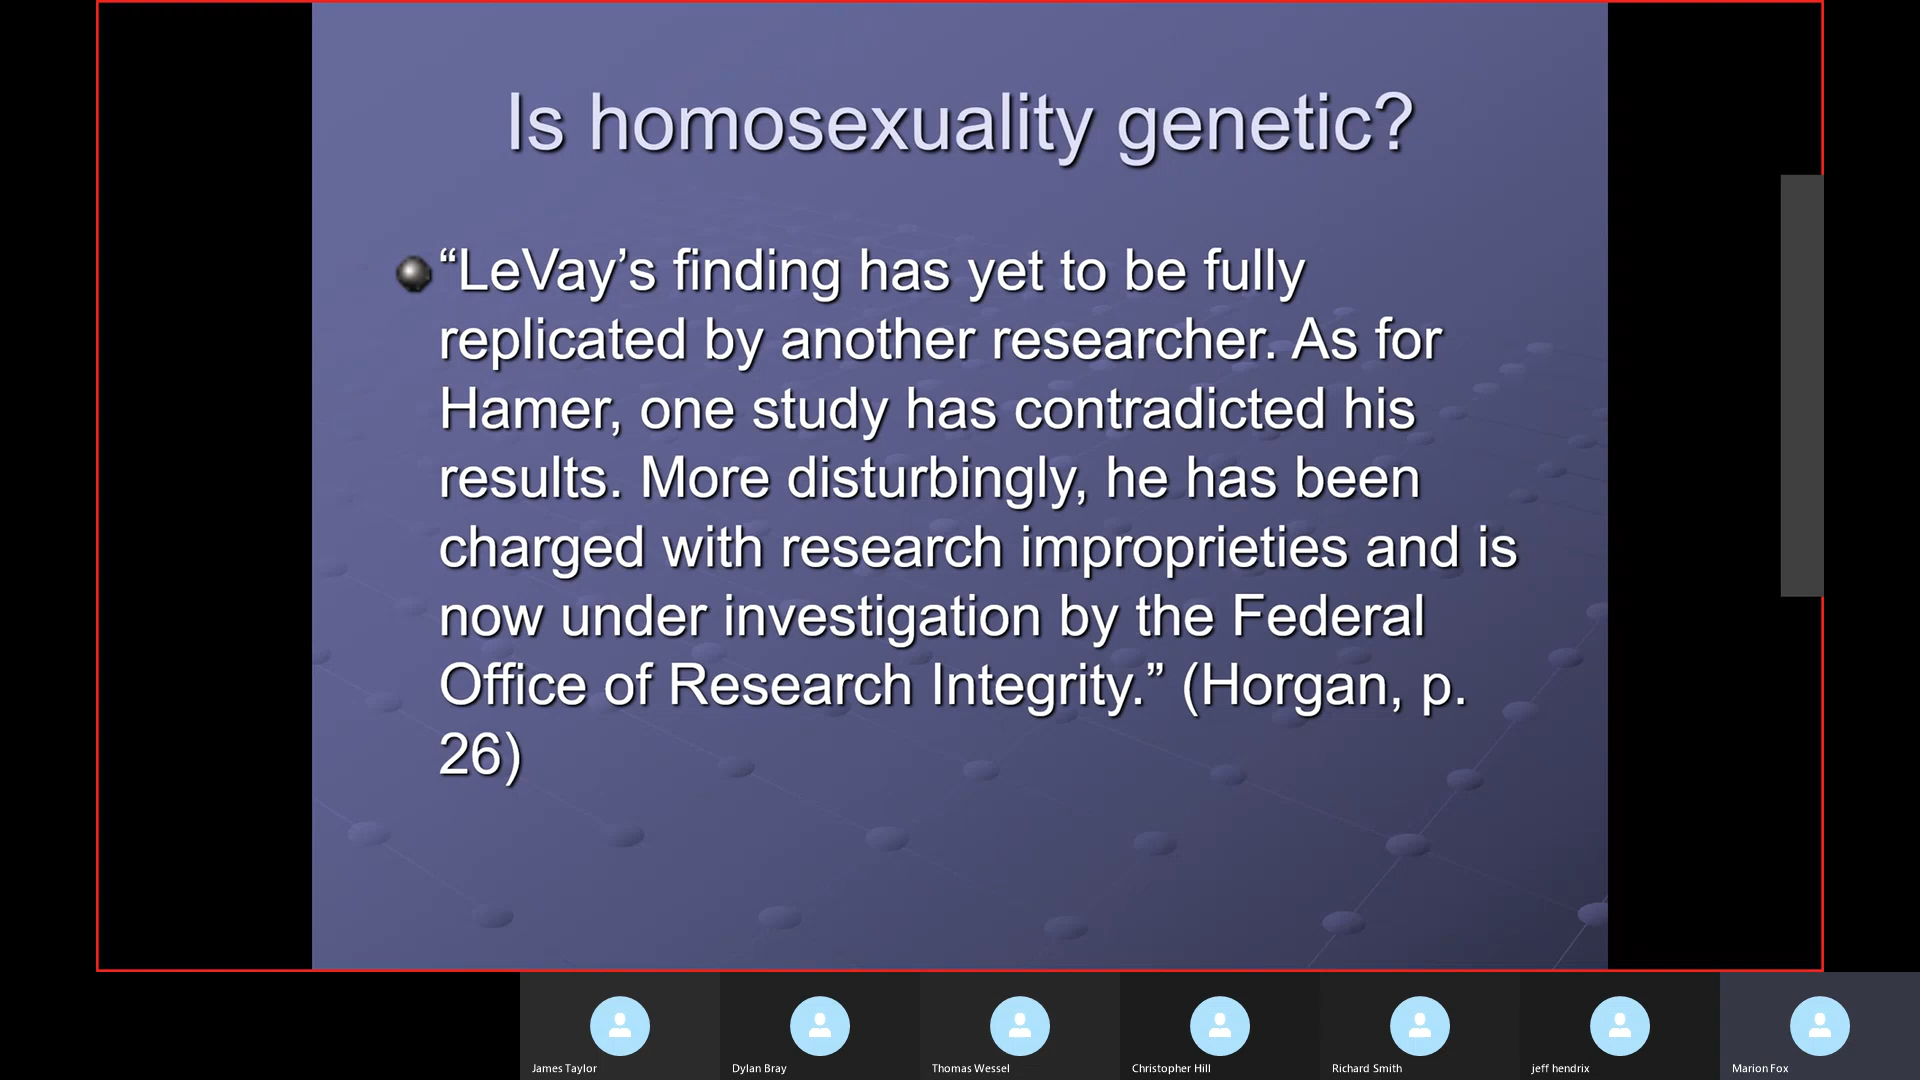 Is homosexuality genetic?
“LeVay’s finding has yet to be fully
replicated by another researcher. As for
Hamer, one study has contradicted his
results. More disturbingly, he has been
charged with research improprieties and is
now under investigation by the Federal
Office of Research Integrity.” (Horgan, p.
26)
James Taylor
Dylan Bray
Thomas Wessel
Christopher Hill
Richard Smith
jeff hendrix
Marion Fox